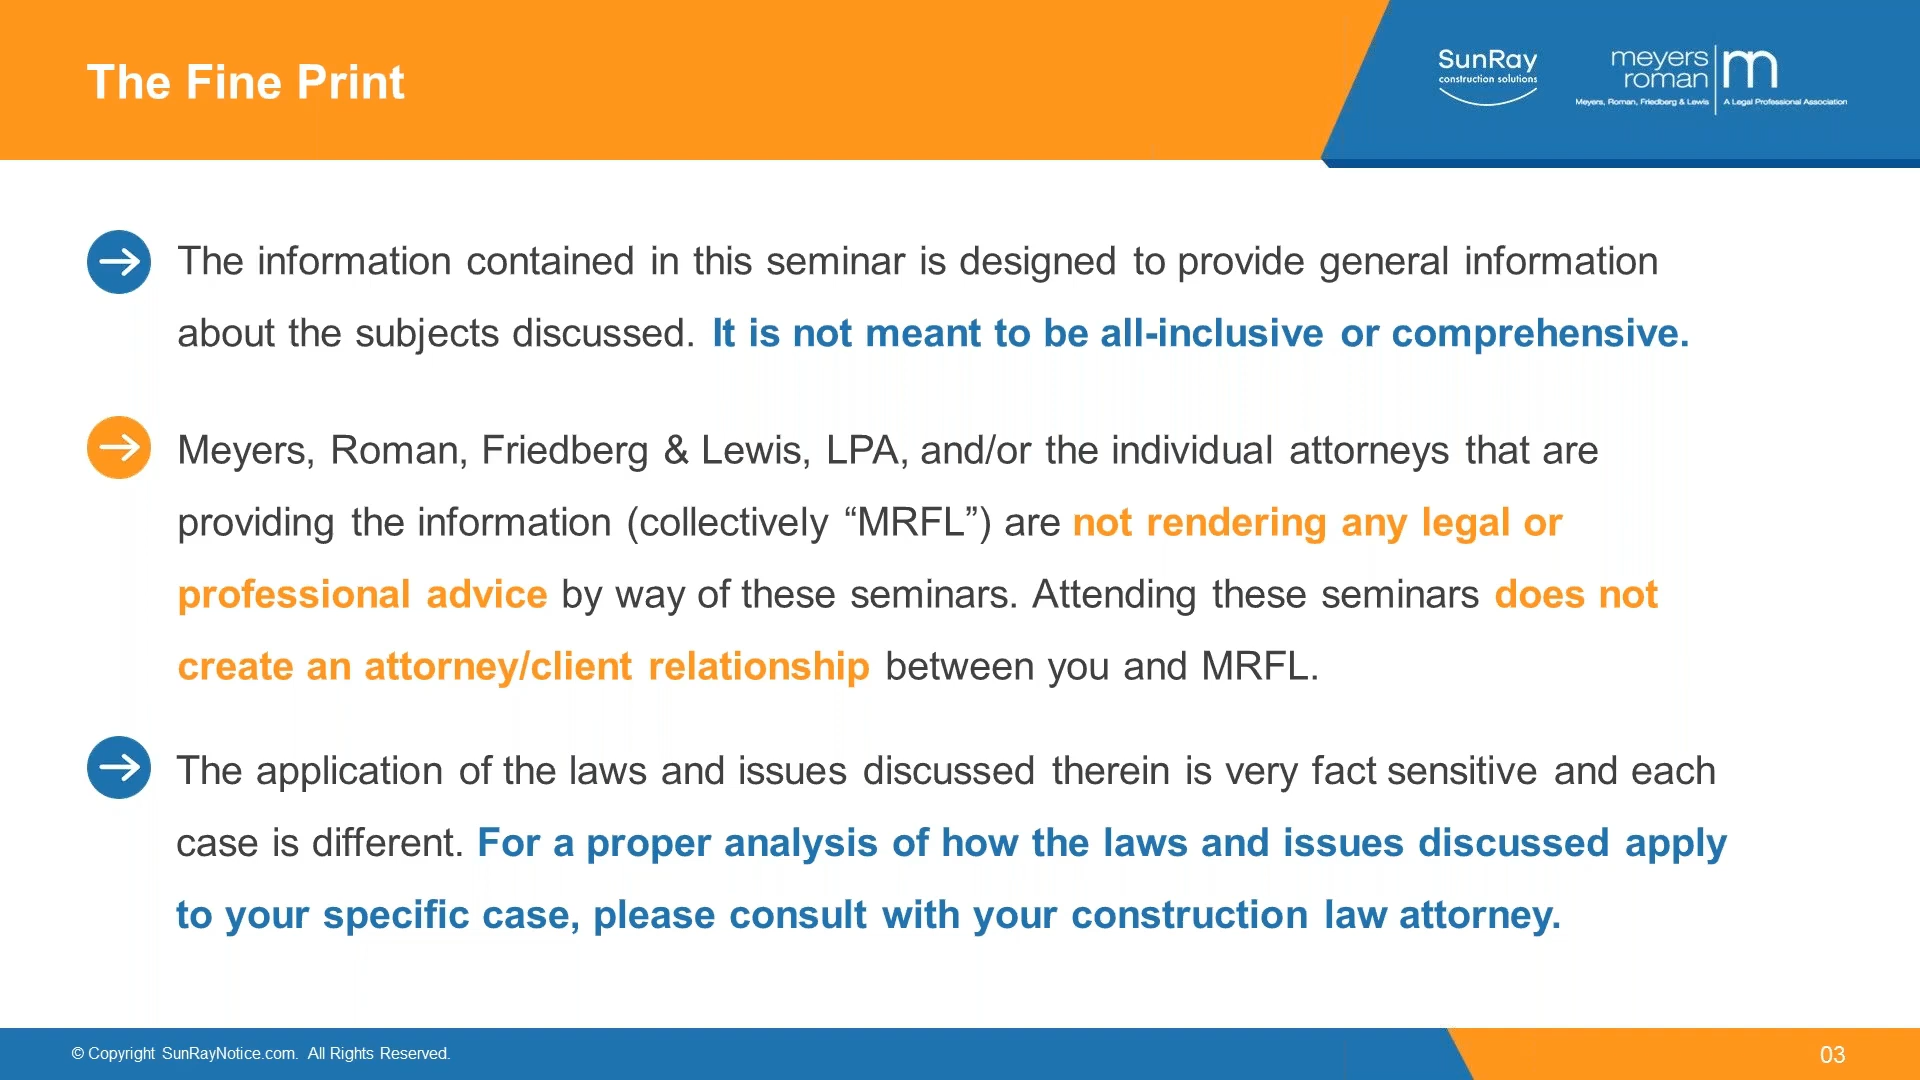 The Fine Print
SunRay
construction solutions
meyers
roman
m
Meyers, Roman, Friedberg & Lewis
A Legal Professional Association
The information contained in this seminar is designed to provide general information
about the subjects discussed. It is not meant to be all-inclusive or comprehensive.
Meyers, Roman, Friedberg & Lewis, LPA, and/or the individual attorneys that are
providing the information (collectively “MRFL”) are not rendering any legal or
professional advice by way of these seminars. Attending these seminars does not
create an attorney/client relationship between you and MRFL.
The application of the laws and issues discussed therein is very fact sensitive and each
case is different. For a proper analysis of how the laws and issues discussed apply
to your specific case, please consult with your construction law attorney.
© Copyright SunRayNotice.com. All Rights Reserved.
03